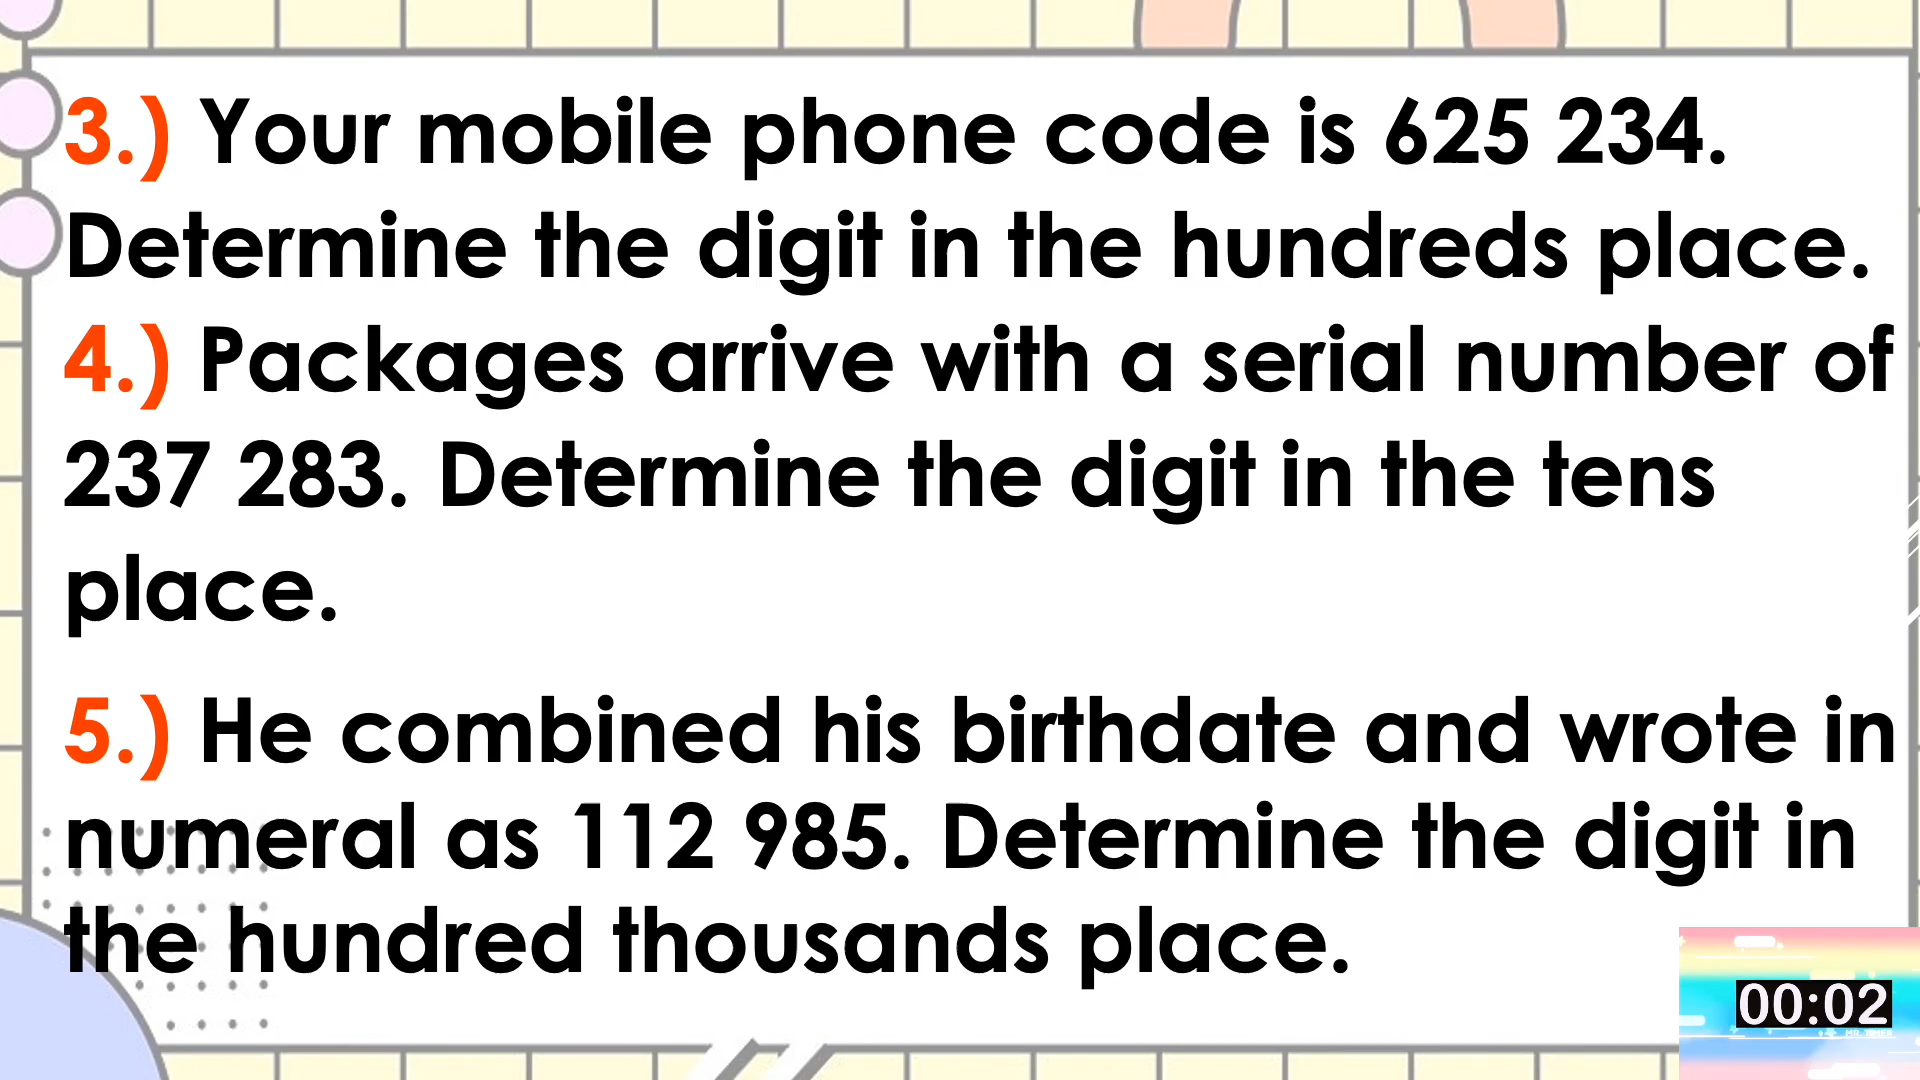 3.) Your mobile phone code is 625 234.
Determine the digit in the hundreds place.
4.) Packages arrive with a serial number of
237 283. Determine the digit in the tens
place.
5.) He combined his birthdate and wrote in
numeral as 112 985. Determine the digit in
the hundred thousands place.
00:02